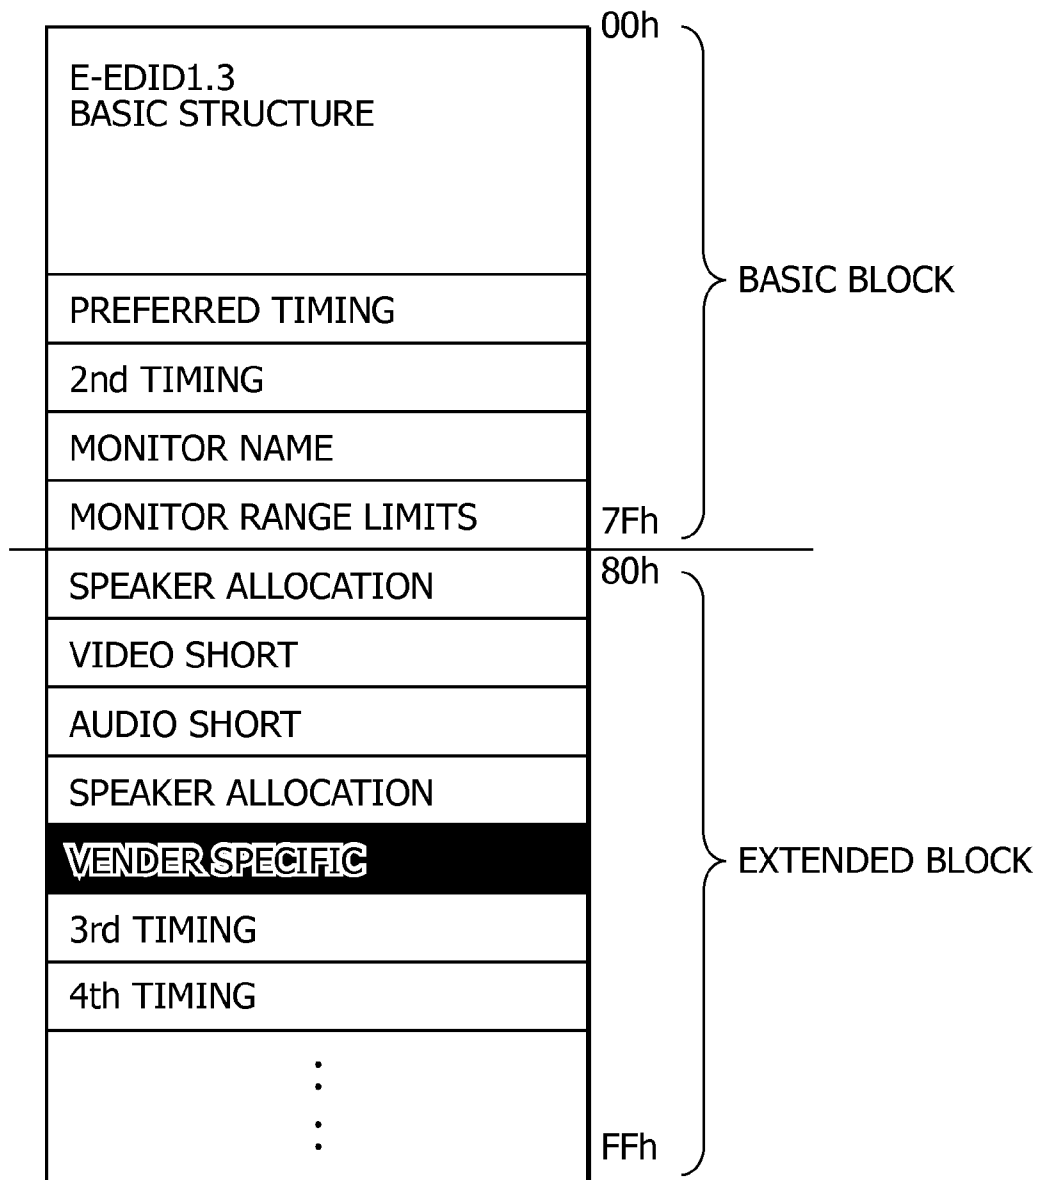 00h
E-EDID1.3
BASIC STRUCTURE
BASIC BLOCK
PREFERRED TIMING
2nd TIMING
MONITOR NAME
MONITOR RANGE LIMITS
7Fh
80h
SPEAKER ALLOCATION
VIDEO SHORT
AUDIO SHORT
SPEAKER ALLOCATION
VENDER SPECIFIC
EXTENDED BLOCK
3rd TIMING
4th TIMING
FFh